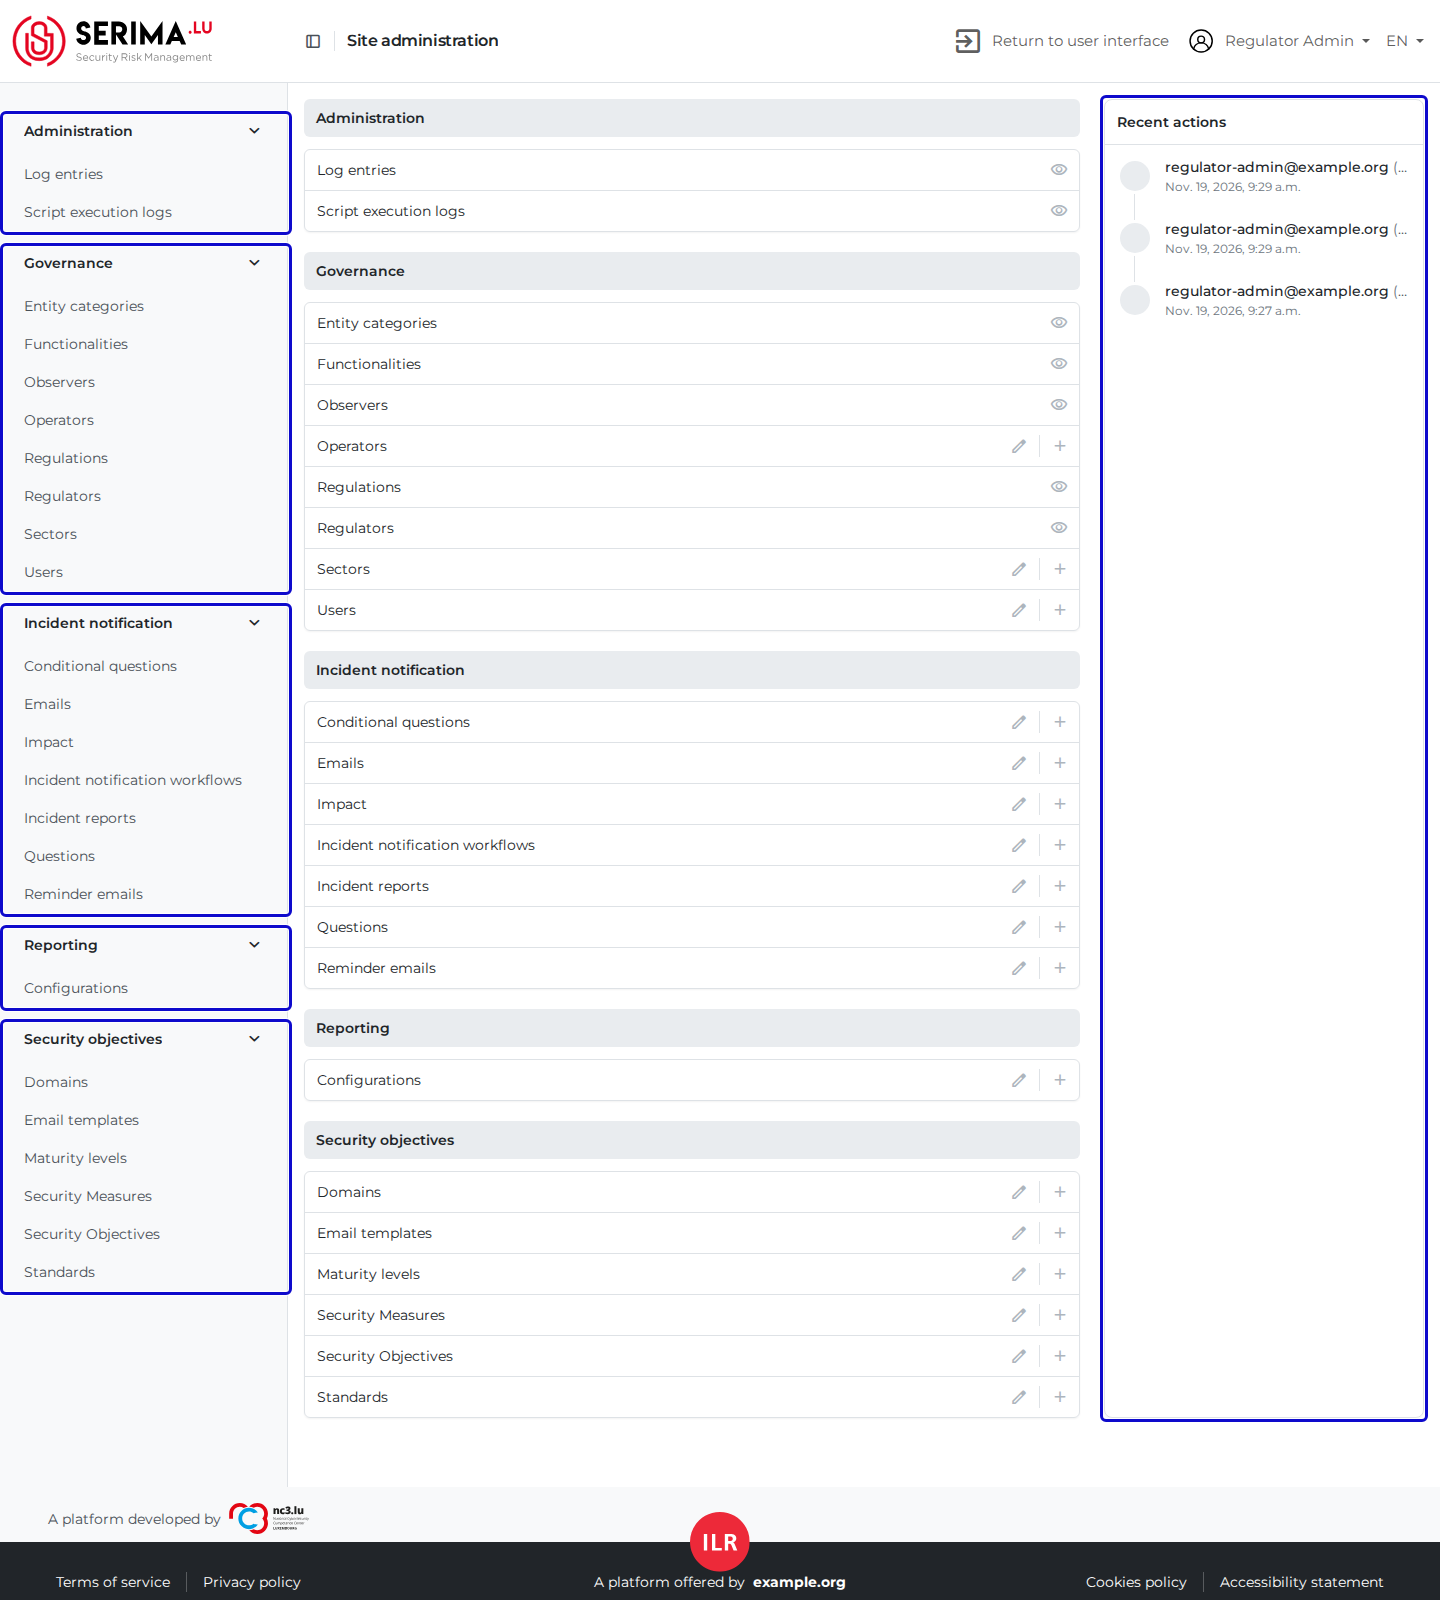 SERIMA.LU
Security Risk Management
Site administration
Return to user interface
Regulator Admin
EN
Administration
Log entries
Script execution logs
Governance
Entity categories
Functionalities
Observers
Operators
Regulations
Regulators
Sectors
Users
Incident notification
Conditional questions
Emails
Impact
Incident notification workflows
Incident reports
Questions
Reminder emails
Reporting
Configurations
Security objectives
Domains
Email templates
Maturity levels
Security Measures
Security Objectives
Standards
Administration
Log entries
Script execution logs
Governance
Entity categories
Functionalities
Observers
Operators
Regulations
Regulators
Sectors
Users
Incident notification
Conditional questions
Emails
Impact
Incident notification workflows
Incident reports
Questions
Reminder emails
Reporting
Configurations
Security objectives
Domains
Email templates
Maturity levels
Security Measures
Security Objectives
Standards
Recent actions
regulator-admin@example.org (...
Nov. 19, 2026, 9:29 a.m.
regulator-admin@example.org (...
Nov. 19, 2026, 9:29 a.m.
regulator-admin@example.org (...
Nov. 19, 2026, 9:27 a.m.
A platform developed by
nc3.lu
ILR
Terms of service
Privacy policy
A platform offered by example.org
Cookies policy
Accessibility statement